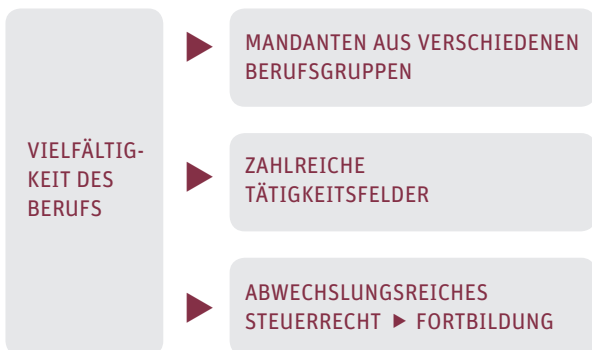 VIELFÄLTIG-
KEIT DES
BERUFS
MANDANTEN AUS VERSCHIEDENEN
BERUFSGRUPPEN
ZAHLREICHE
TÄTIGKEITSFELDER
ABWECHSLUNGSREICHES
STEUERRECHT ▶ FORTBILDUNG